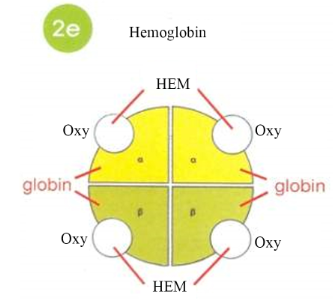 2e
Hemoglobin
HEM
Oxy Oxy
α α
globin globin
β β
Oxy Oxy
HEM